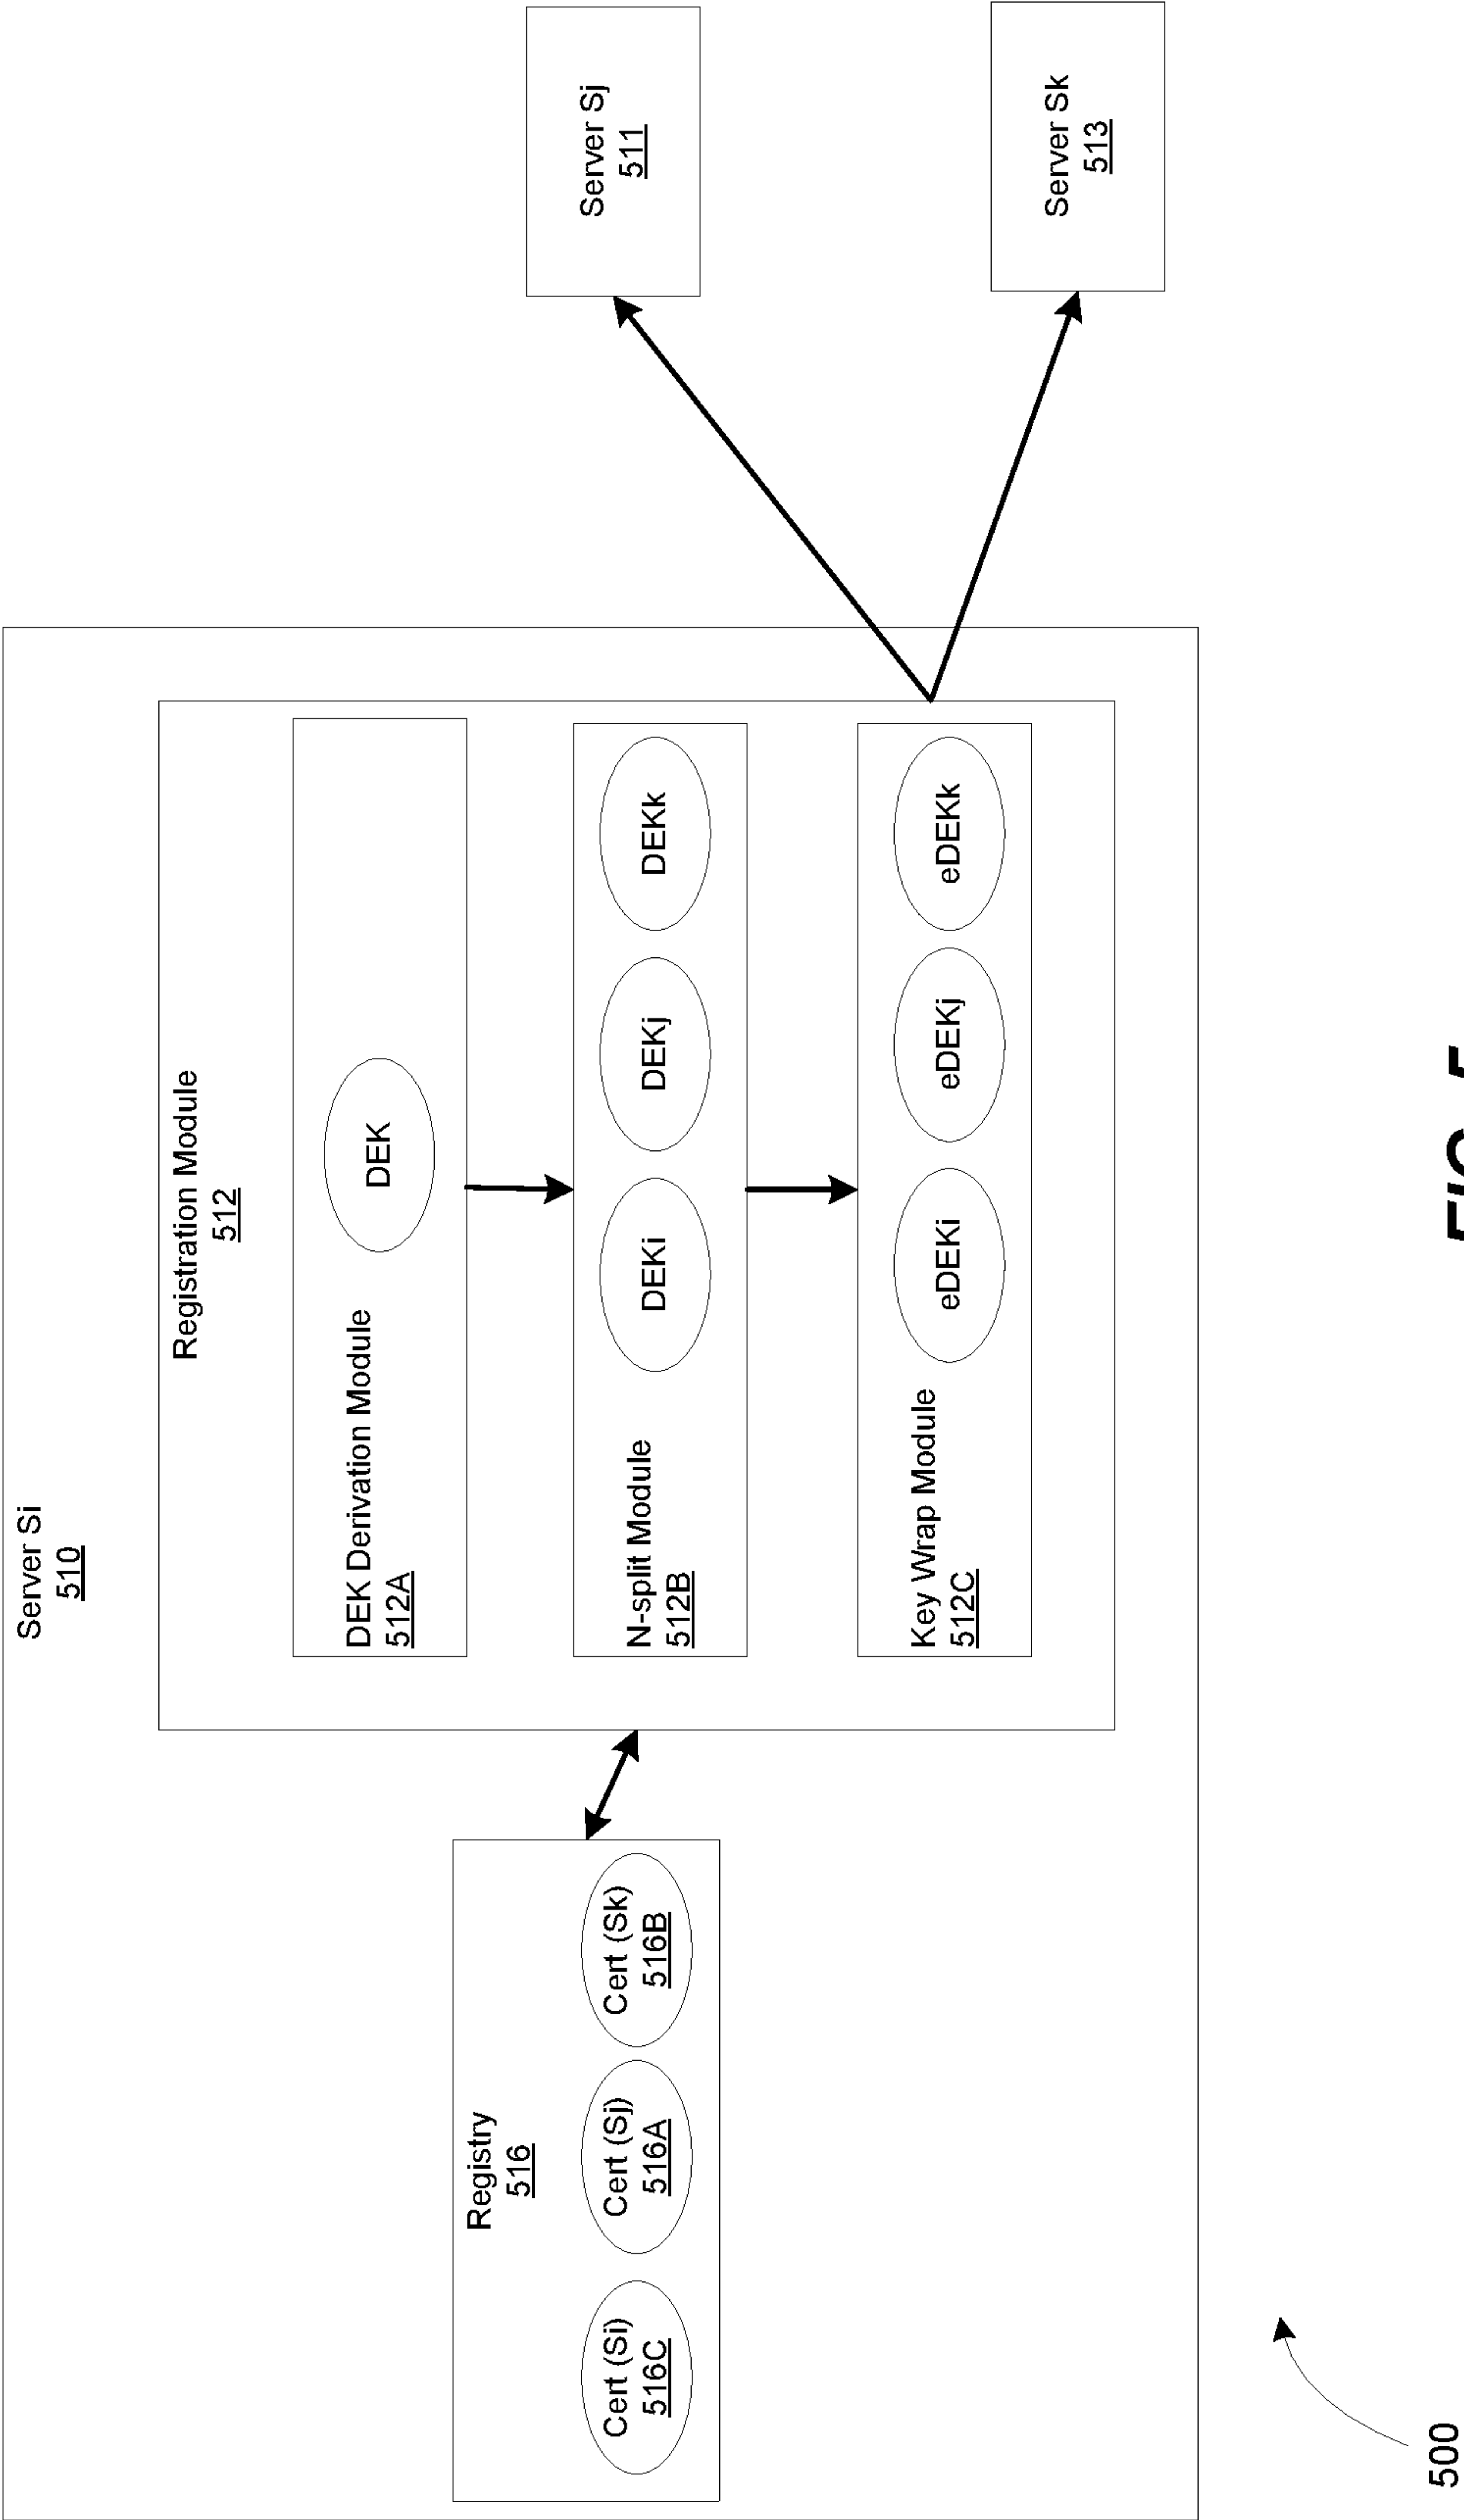 Server Si
510
Registry
516
Cert (Si)
516C
Cert (Sj)
516A
Cert (Sk)
516B
Registration Module
512
DEK Derivation Module
512A
DEK
N-split Module
512B
DEKi
DEKj
DEKk
Key Wrap Module
512C
eDEKi
eDEKj
eDEKk
Server Sj
511
Server Sk
513
500